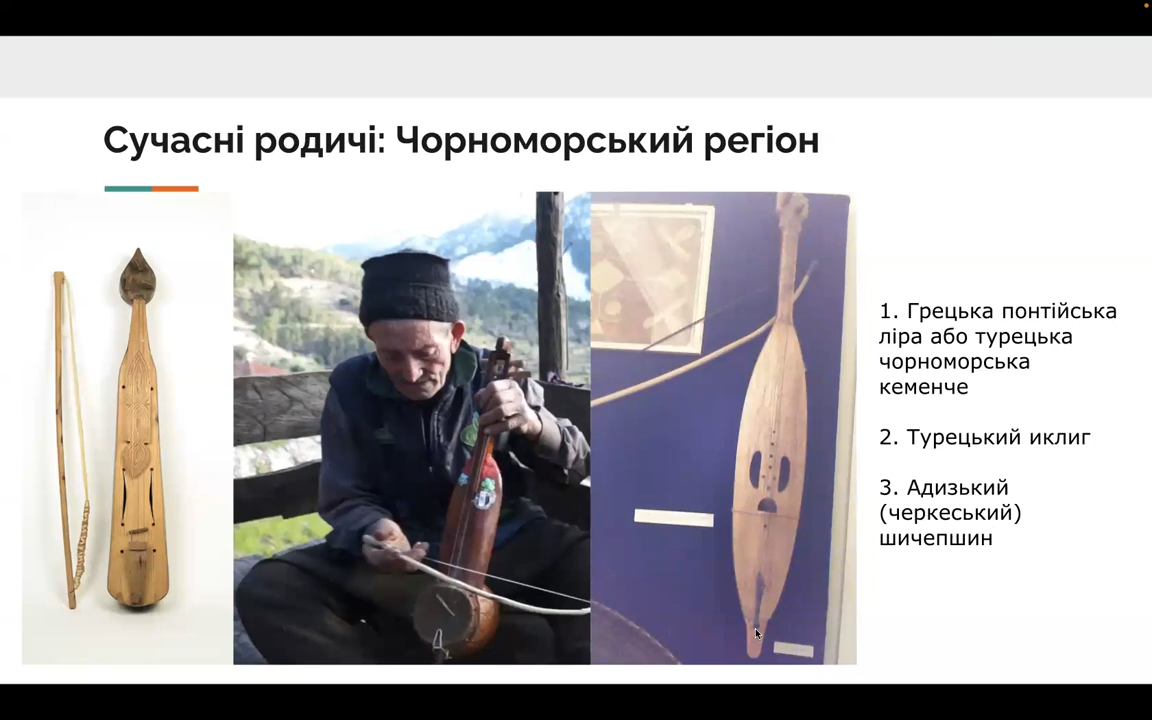 Сучасні родичі: Чорноморський регіон
1. Грецька понтійська
ліра або турецька
чорноморська
кеменче
2. Турецький иклиг
3. Адизький
(черкеський)
шичепшин